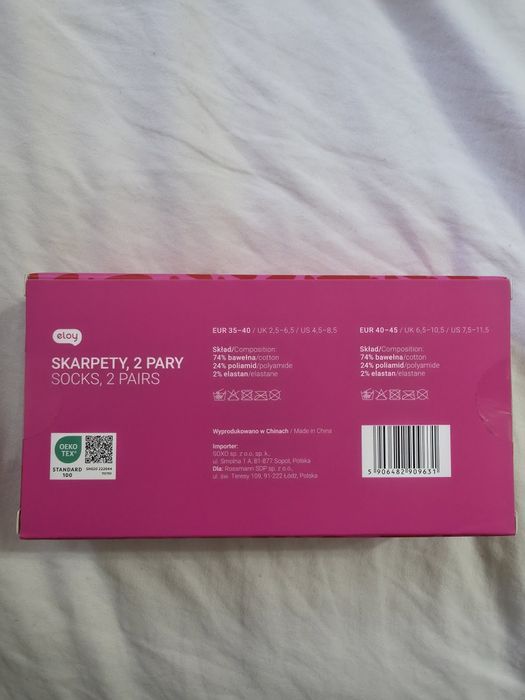 eloy
SKARPETY, 2 PARY
SOCKS, 2 PAIRS
OEKO
TEX®
STANDARD
100
EUR 35-40 / UK 2,5-6,5 / US 4,5-8,5
Skład/Composition:
74% bawełna/cotton
24% poliamid/polyamide
2% elastan/elastane
Wyprodukowano w Chinach / Made in China
Importer:
SOXO sp. z o.o. sp. k.,
ul. Smolna 1 A, 81-877 Sopot, Polska
Dla: Rossmann SDP sp. z o.o.,
ul. św. Teresy 109, 91-222 Łódź, Polska
EUR 40-45 / UK 6,5-10,5 / US 7,5-11,5
Skład/Composition:
74% bawełna/cotton
24% poliamid/polyamide
2% elastan/elastane
5 906482 909631